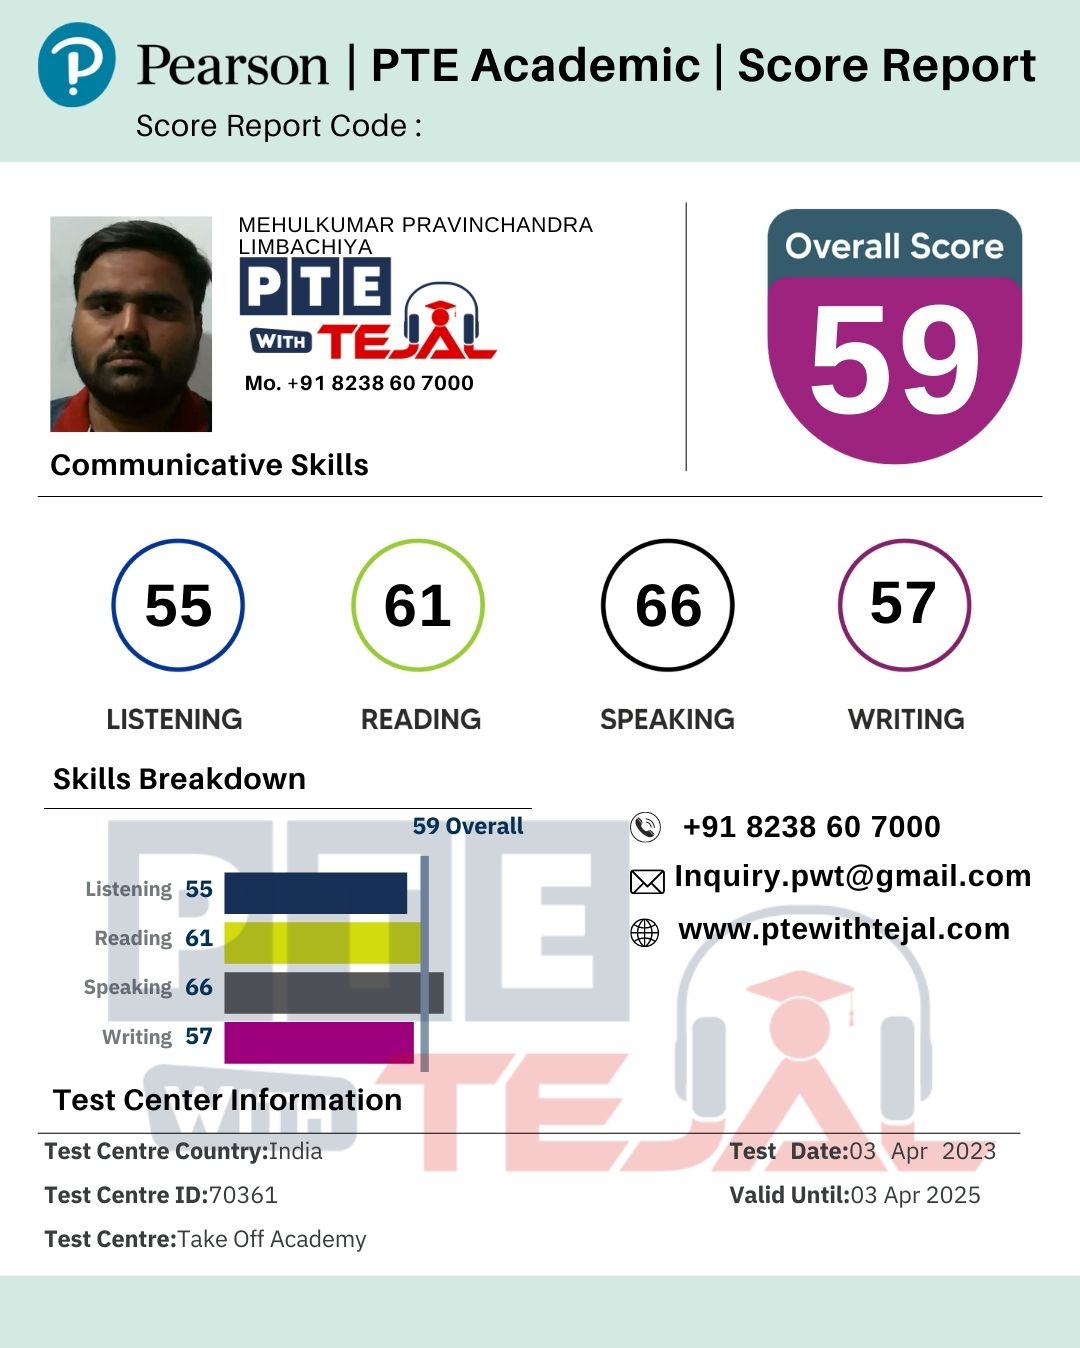 Pearson | PTE Academic | Score Report
Score Report Code :
MEHULKUMAR PRAVINCHANDRA
LIMBACHIYA
PTE
WITH TEJAL
Mo. +91 8238 60 7000
Overall Score
59
Communicative Skills
55 61 66 57
LISTENING READING SPEAKING WRITING
Skills Breakdown
59 Overall
Listening 55
Reading 61
Speaking 66
Writing 57
+91 8238 60 7000
Inquiry.pwt@gmail.com
www.ptewithtejal.com
PTE
WITH TEJAL
Test Center Information
Test Centre Country:India
Test Centre ID:70361
Test Centre:Take Off Academy
Test Date:03 Apr 2023
Valid Until:03 Apr 2025